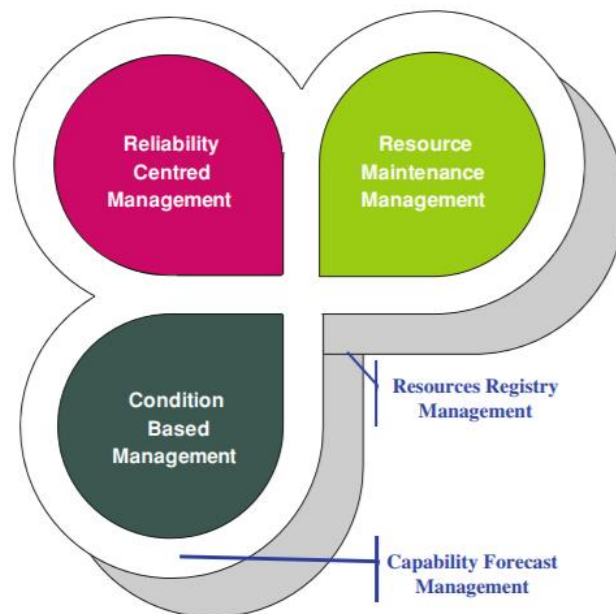 Reliability
Centred
Management
Resource
Maintenance
Management
Condition
Based
Management
Resources Registry
Management
Capability Forecast
Management